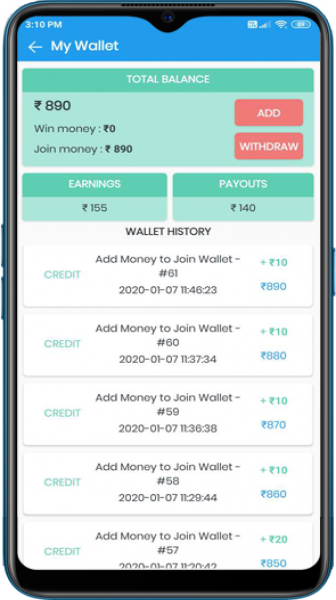 3:10 PM
← My Wallet
TOTAL BALANCE
₹ 890
ADD
Win money : ₹0
Join money : ₹ 890
WITHDRAW
EARNINGS
PAYOUTS
₹ 155
₹ 140
WALLET HISTORY
Add Money to Join Wallet -
#61
CREDIT
2020-01-07 11:46:23
+ ₹10
₹890
Add Money to Join Wallet -
#60
CREDIT
2020-01-07 11:37:34
+ ₹10
₹880
Add Money to Join Wallet -
#59
CREDIT
2020-01-07 11:36:38
+ ₹10
₹870
Add Money to Join Wallet -
#58
CREDIT
2020-01-07 11:29:44
+ ₹10
₹860
Add Money to Join Wallet -
#57
CREDIT
2020-01-07 11:20:42
+ ₹20
₹850